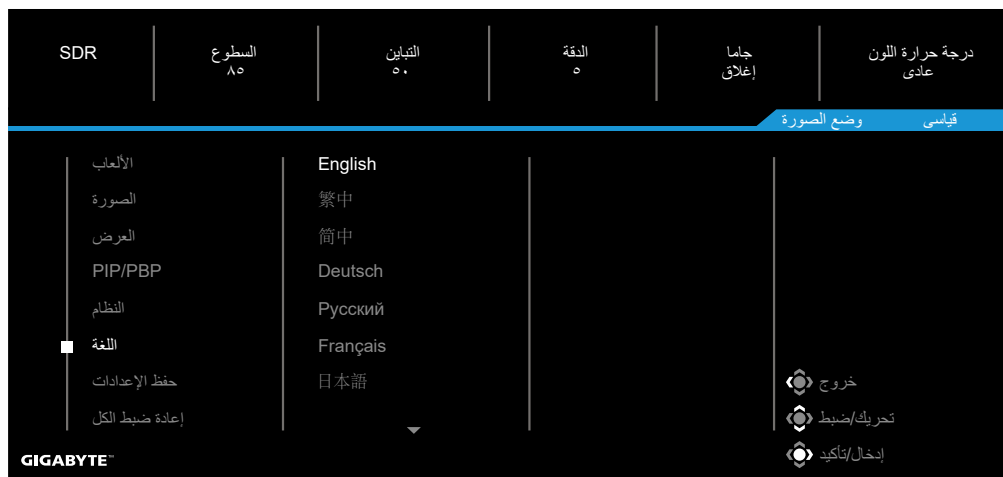 SDR
السطوع
٨٥
التباين
٥٠
الدقة
٥
جاما
إغلاق
درجة حرارة اللون
عادى
وضع الصورة
قياسى
الألعاب
الصورة
العرض
PIP/PBP
النظام
اللغة
حفظ الإعدادات
إعادة ضبط الكل
English
繁中
简中
Deutsch
Русский
Français
日本語
خروج
تحريك/ضبط
إدخال/تأكيد
GIGABYTE™